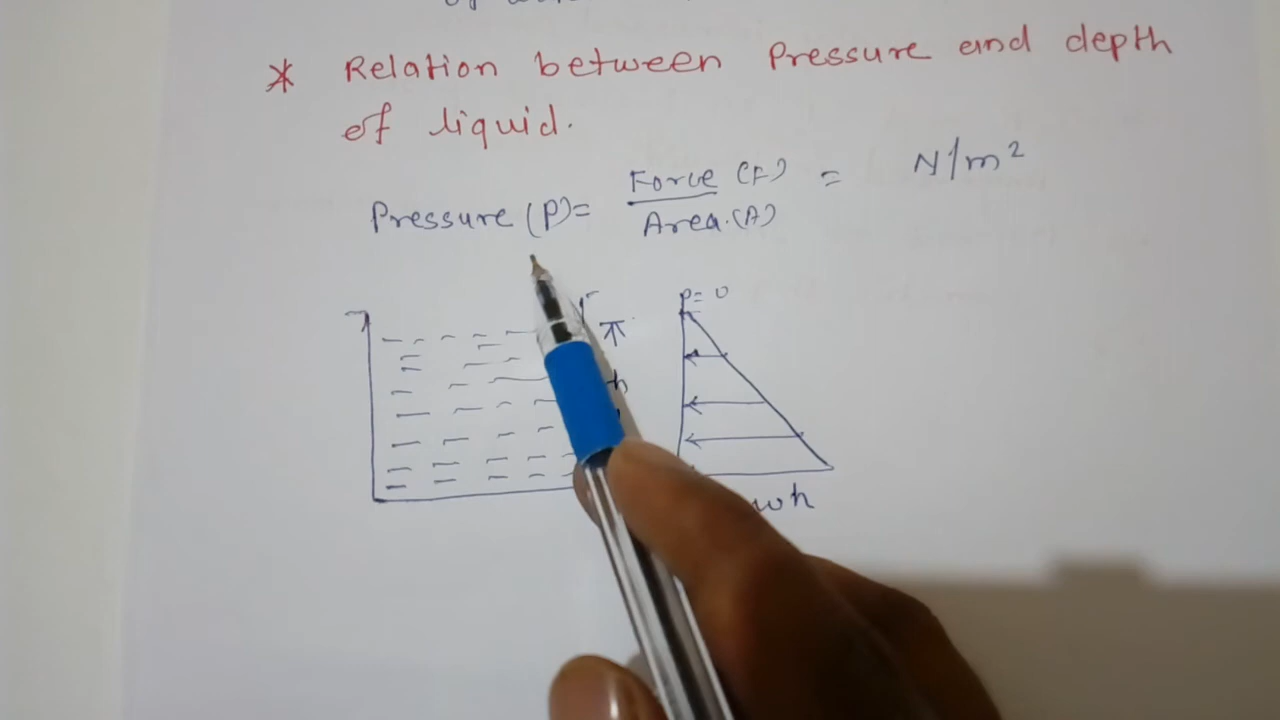 * Relation between Pressure and depth
of liquid.
Pressure (P) = Force (F) / Area. (A) = N/m²
P = 0
h
wh